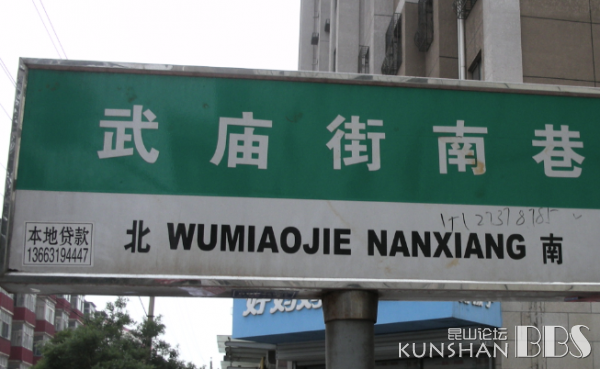 武庙街南巷
本地贷款
13663194447
北 WUMIAOJIE NANXIANG 南
昆山论坛
KUNSHAN BBS